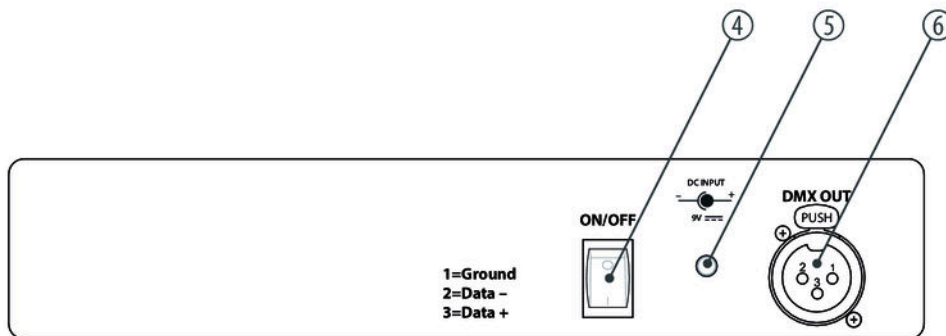 ④ ⑤ ⑥
DC INPUT
- +
9V
DMX OUT
PUSH
ON/OFF
1=Ground
2=Data –
3=Data +
2 1
3